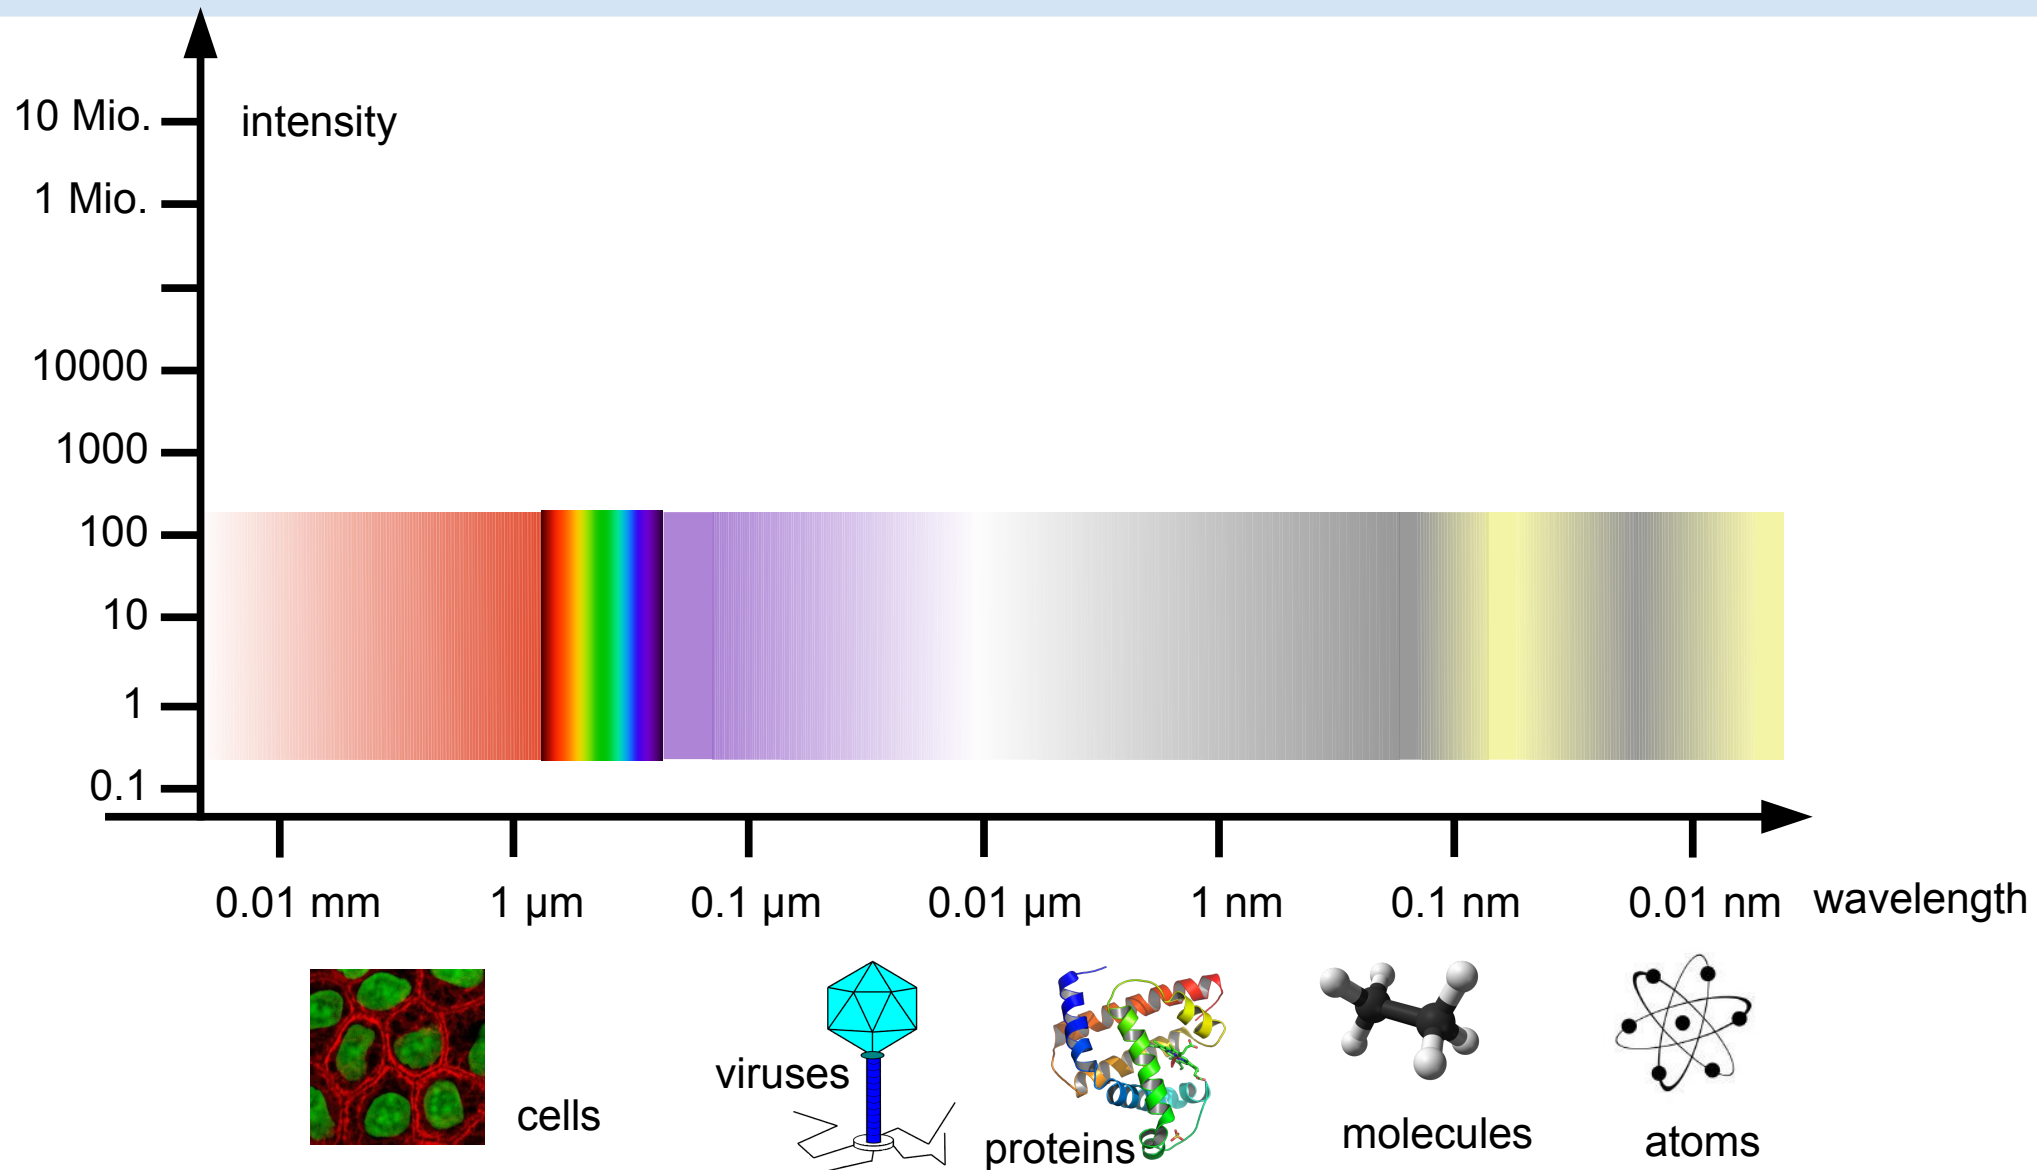 10 Mio.
intensity
1 Mio.
10000
1000
100
10
1
0.1
0.01 mm
1 µm
0.1 µm
0.01 µm
1 nm
0.1 nm
0.01 nm
wavelength
cells
viruses
proteins
molecules
atoms